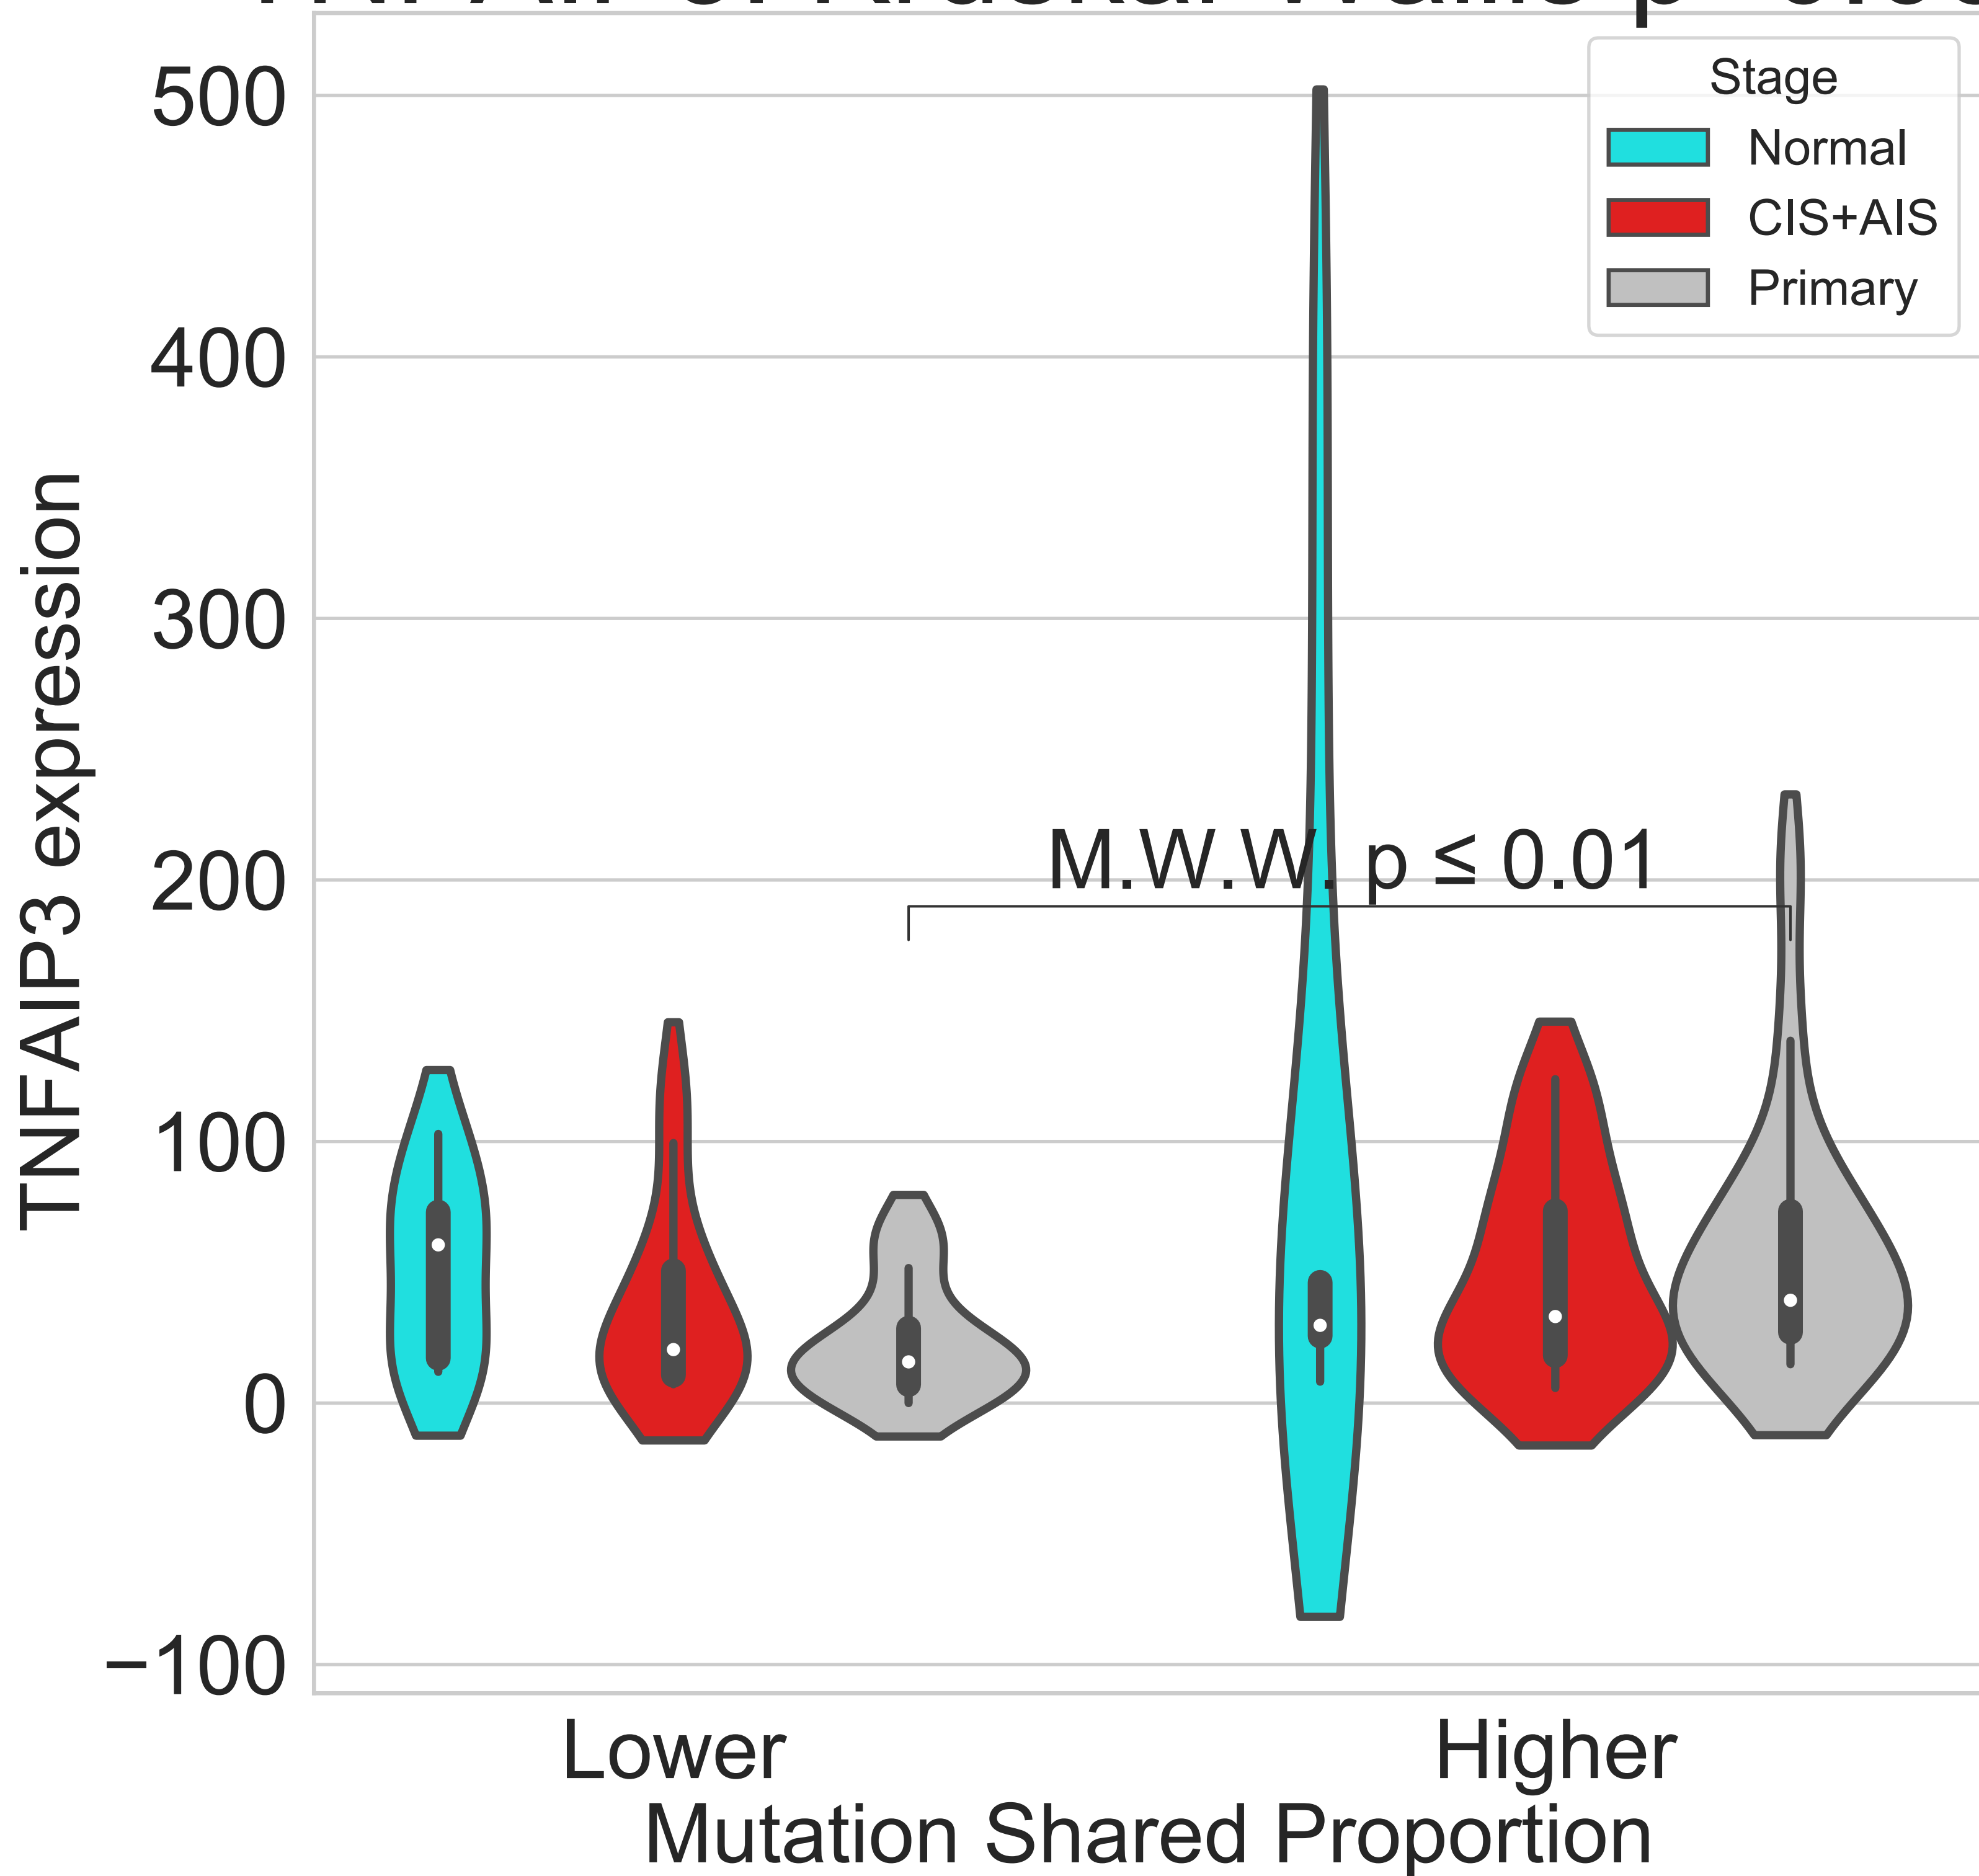 500
400
300
200
100
0
−100
TNFAIP3 expression
Stage
Normal
CIS+AIS
Primary
M.W.W. p ≤ 0.01
Lower
Higher
Mutation Shared Proportion